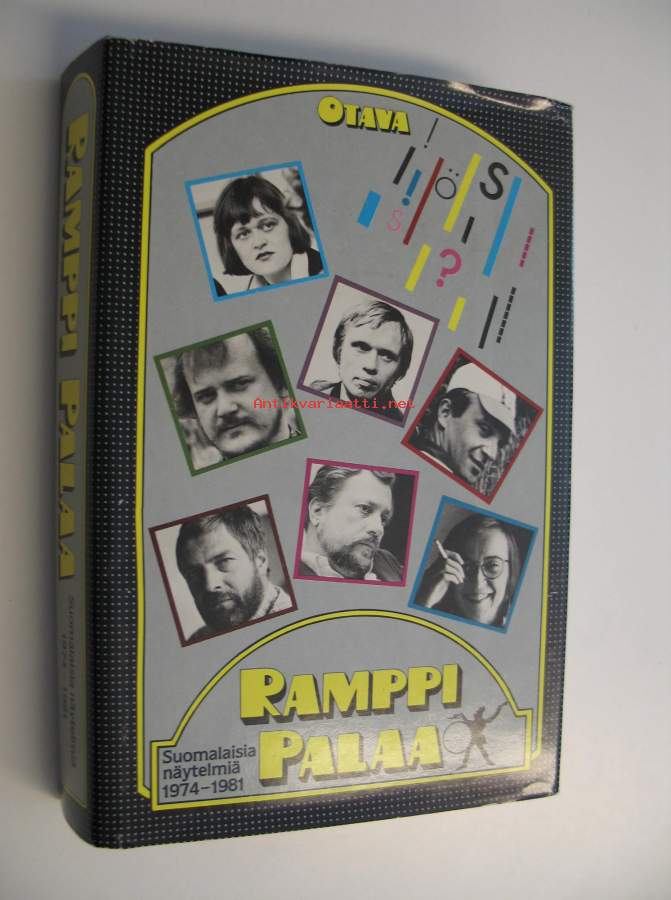 OTAVA
!
! Ö S
S
?
RAMPPI
PALAA
Suomalaisia
näytelmiä
1974–1981
RAMPPI PALAA
Suomalaisia näytelmiä
1974–1981
Antikvariaatti.net